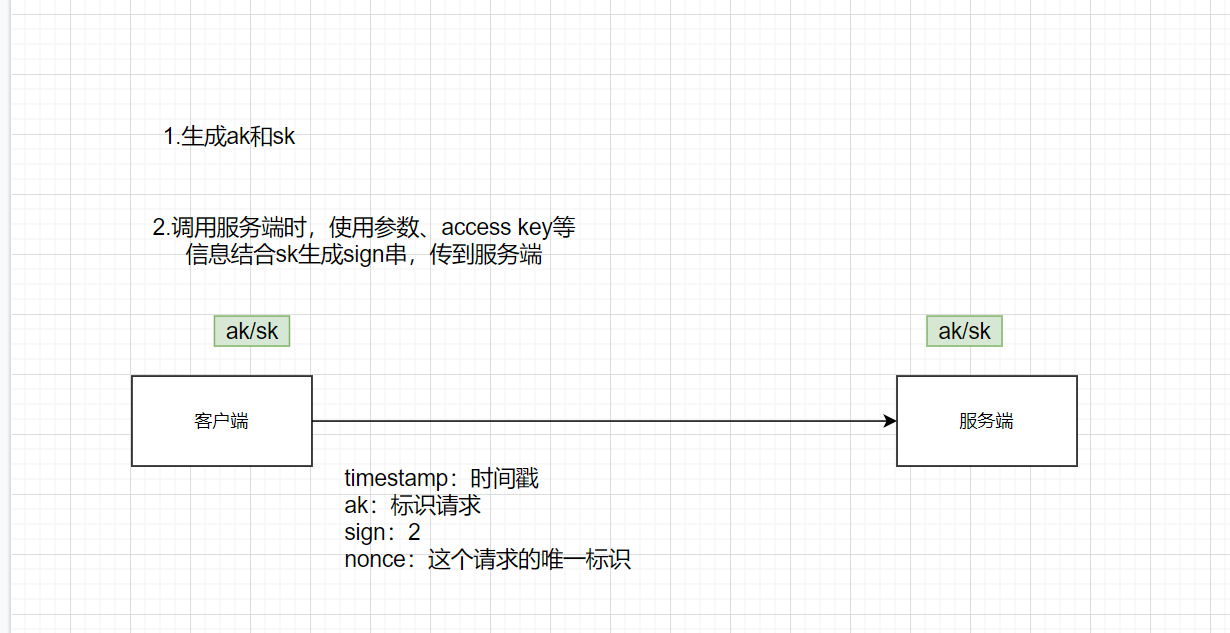 1.生成ak和sk
2.调用服务端时，使用参数、access key等
信息结合sk生成sign串，传到服务端
ak/sk
ak/sk
客户端
服务端
timestamp：时间戳
ak：标识请求
sign：2
nonce：这个请求的唯一标识